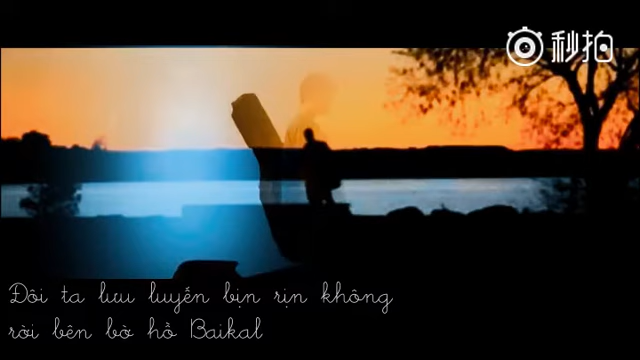 秒拍
Đôi ta lưu luyến bịn rịn không
rời bên bờ hồ Baikal